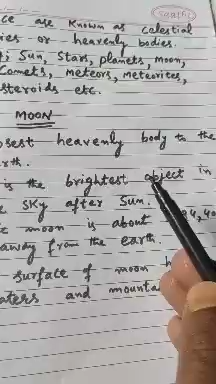 ce are known as celestial
ies or heavenly bodies.
Sun, Stars, planets, moon,
Comets, meteors, meteorites,
steroids etc.
MOON
sest heavenly body to the
rth.
is the brightest object in
e sky after Sun.
e moon is about
away from the earth.
surface of moon h
aters and mounta